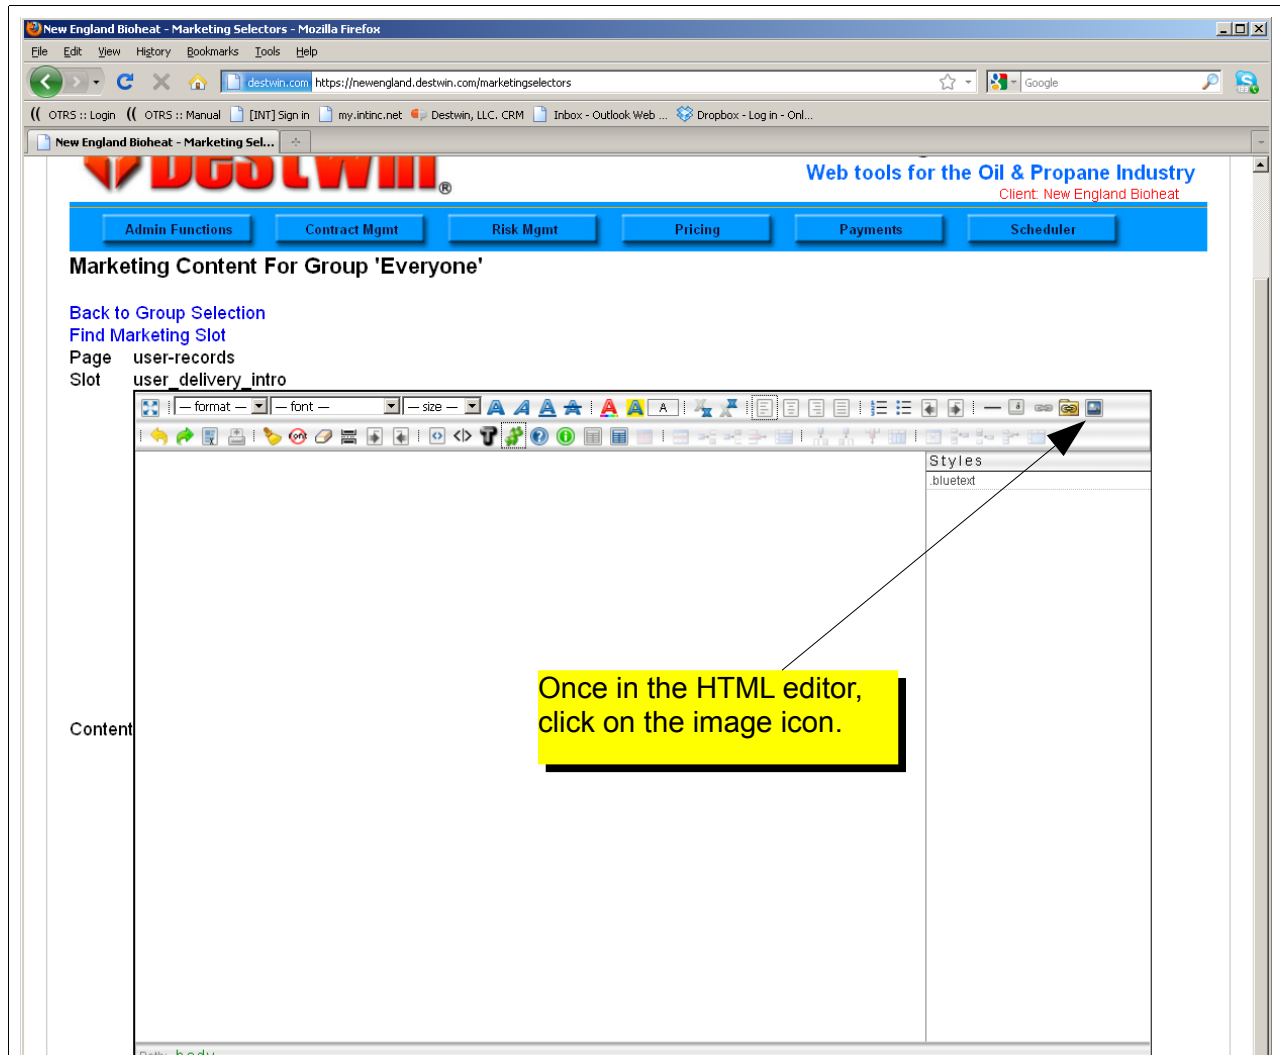 New England Bioheat - Marketing Selectors - Mozilla Firefox
File Edit View History Bookmarks Tools Help
destwin.com https://newengland.destwin.com/marketingselectors
Google
OTRS :: Login OTRS :: Manual [INT] Sign in my.intinc.net Destwin, LLC. CRM Inbox - Outlook Web ... Dropbox - Log in - Onl...
New England Bioheat - Marketing Sel...
Destwin®
Web tools for the Oil & Propane Industry
Client: New England Bioheat
Admin Functions Contract Mgmt Risk Mgmt Pricing Payments Scheduler
Marketing Content For Group 'Everyone'
Back to Group Selection
Find Marketing Slot
Page user-records
Slot user_delivery_intro
— format — — font — — size —
Styles
.bluetext
Once in the HTML editor,
click on the image icon.
Content
Path: body